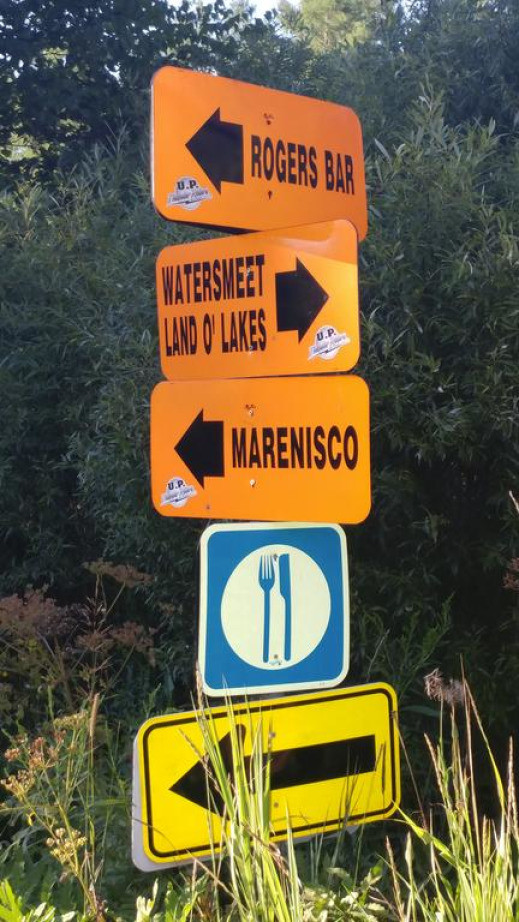 ROGERS BAR
U.P.
WATERSMEET
LAND O' LAKES
U.P.
MARENISCO
U.P.